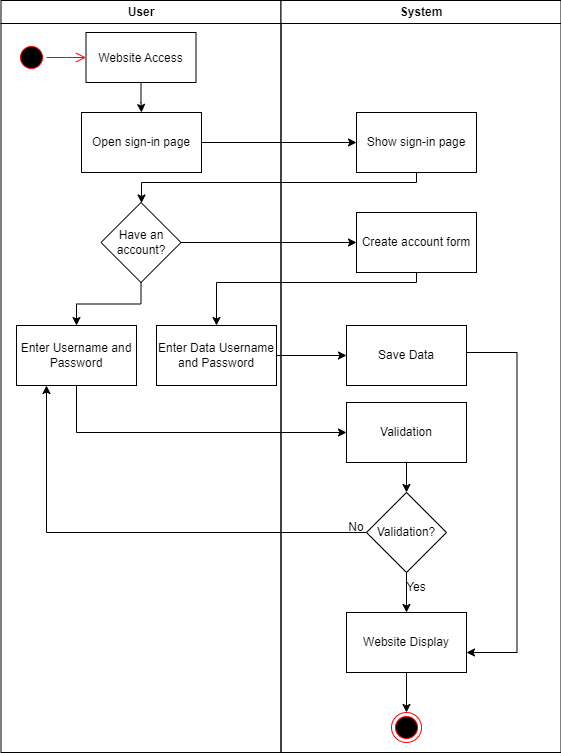 User
System
Website Access
Open sign-in page
Show sign-in page
Have an
account?
Create account form
Enter Username and
Password
Enter Data Username
and Password
Save Data
Validation
No
Validation?
Yes
Website Display